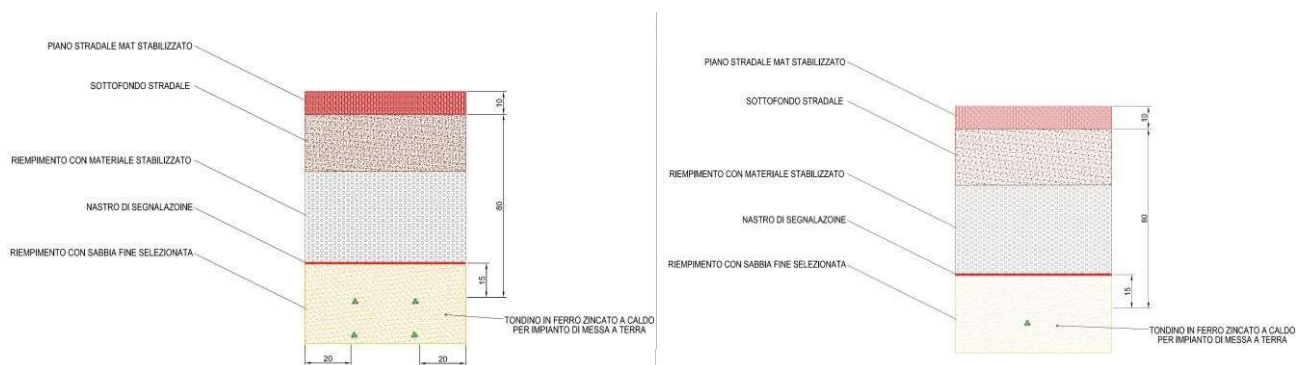 PIANO STRADALE MAT STABILIZZATO
SOTTOFONDO STRADALE
RIEMPIMENTO CON MATERIALE STABILIZZATO
NASTRO DI SEGNALAZOINE
RIEMPIMENTO CON SABBIA FINE SELEZIONATA
10
80
15
TONDINO IN FERRO ZINCATO A CALDO
PER IMPIANTO DI MESSA A TERRA
20
20
PIANO STRADALE MAT STABILIZZATO
SOTTOFONDO STRADALE
RIEMPIMENTO CON MATERIALE STABILIZZATO
NASTRO DI SEGNALAZOINE
RIEMPIMENTO CON SABBIA FINE SELEZIONATA
10
80
15
TONDINO IN FERRO ZINCATO A CALDO
PER IMPIANTO DI MESSA A TERRA